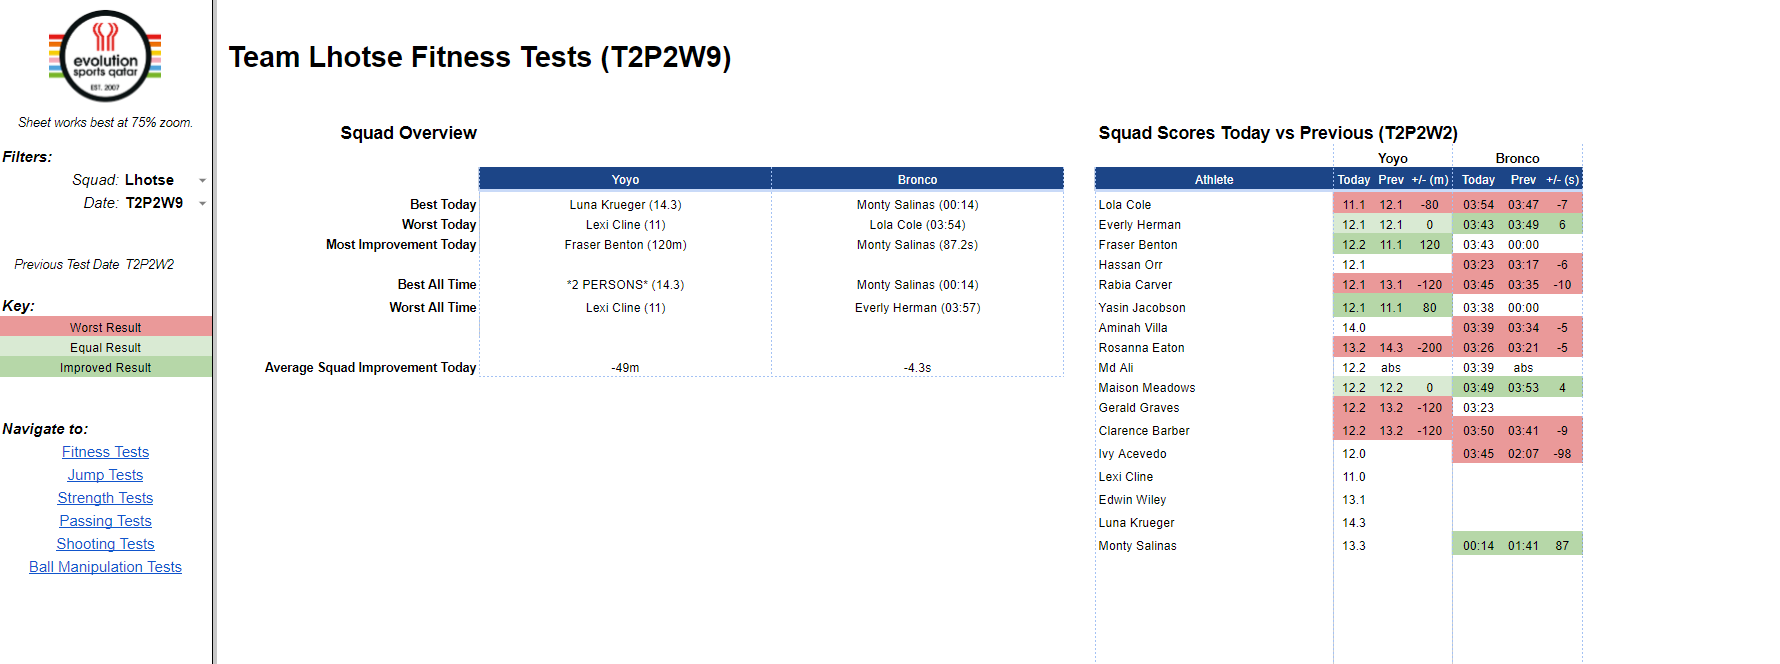 evolution
sports qatar
EST. 2007
Sheet works best at 75% zoom.
Filters:
Squad: Lhotse
Date: T2P2W9
Previous Test Date T2P2W2
Key:
Worst Result
Equal Result
Improved Result
Navigate to:
Fitness Tests
Jump Tests
Strength Tests
Passing Tests
Shooting Tests
Ball Manipulation Tests
Team Lhotse Fitness Tests (T2P2W9)
Squad Overview
Yoyo Bronco
Best Today Luna Krueger (14.3) Monty Salinas (00:14)
Worst Today Lexi Cline (11) Lola Cole (03:54)
Most Improvement Today Fraser Benton (120m) Monty Salinas (87.2s)
Best All Time *2 PERSONS* (14.3) Monty Salinas (00:14)
Worst All Time Lexi Cline (11) Everly Herman (03:57)
Average Squad Improvement Today -49m -4.3s
Squad Scores Today vs Previous (T2P2W2)
Yoyo Bronco
Athlete Today Prev +/- (m) Today Prev +/- (s)
Lola Cole 11.1 12.1 -80 03:54 03:47 -7
Everly Herman 12.1 12.1 0 03:43 03:49 6
Fraser Benton 12.2 11.1 120 03:43 00:00
Hassan Orr 12.1 03:23 03:17 -6
Rabia Carver 12.1 13.1 -120 03:45 03:35 -10
Yasin Jacobson 12.1 11.1 80 03:38 00:00
Aminah Villa 14.0 03:39 03:34 -5
Rosanna Eaton 13.2 14.3 -200 03:26 03:21 -5
Md Ali 12.2 abs 03:39 abs
Maison Meadows 12.2 12.2 0 03:49 03:53 4
Gerald Graves 12.2 13.2 -120 03:23
Clarence Barber 12.2 13.2 -120 03:50 03:41 -9
Ivy Acevedo 12.0 03:45 02:07 -98
Lexi Cline 11.0
Edwin Wiley 13.1
Luna Krueger 14.3
Monty Salinas 13.3 00:14 01:41 87